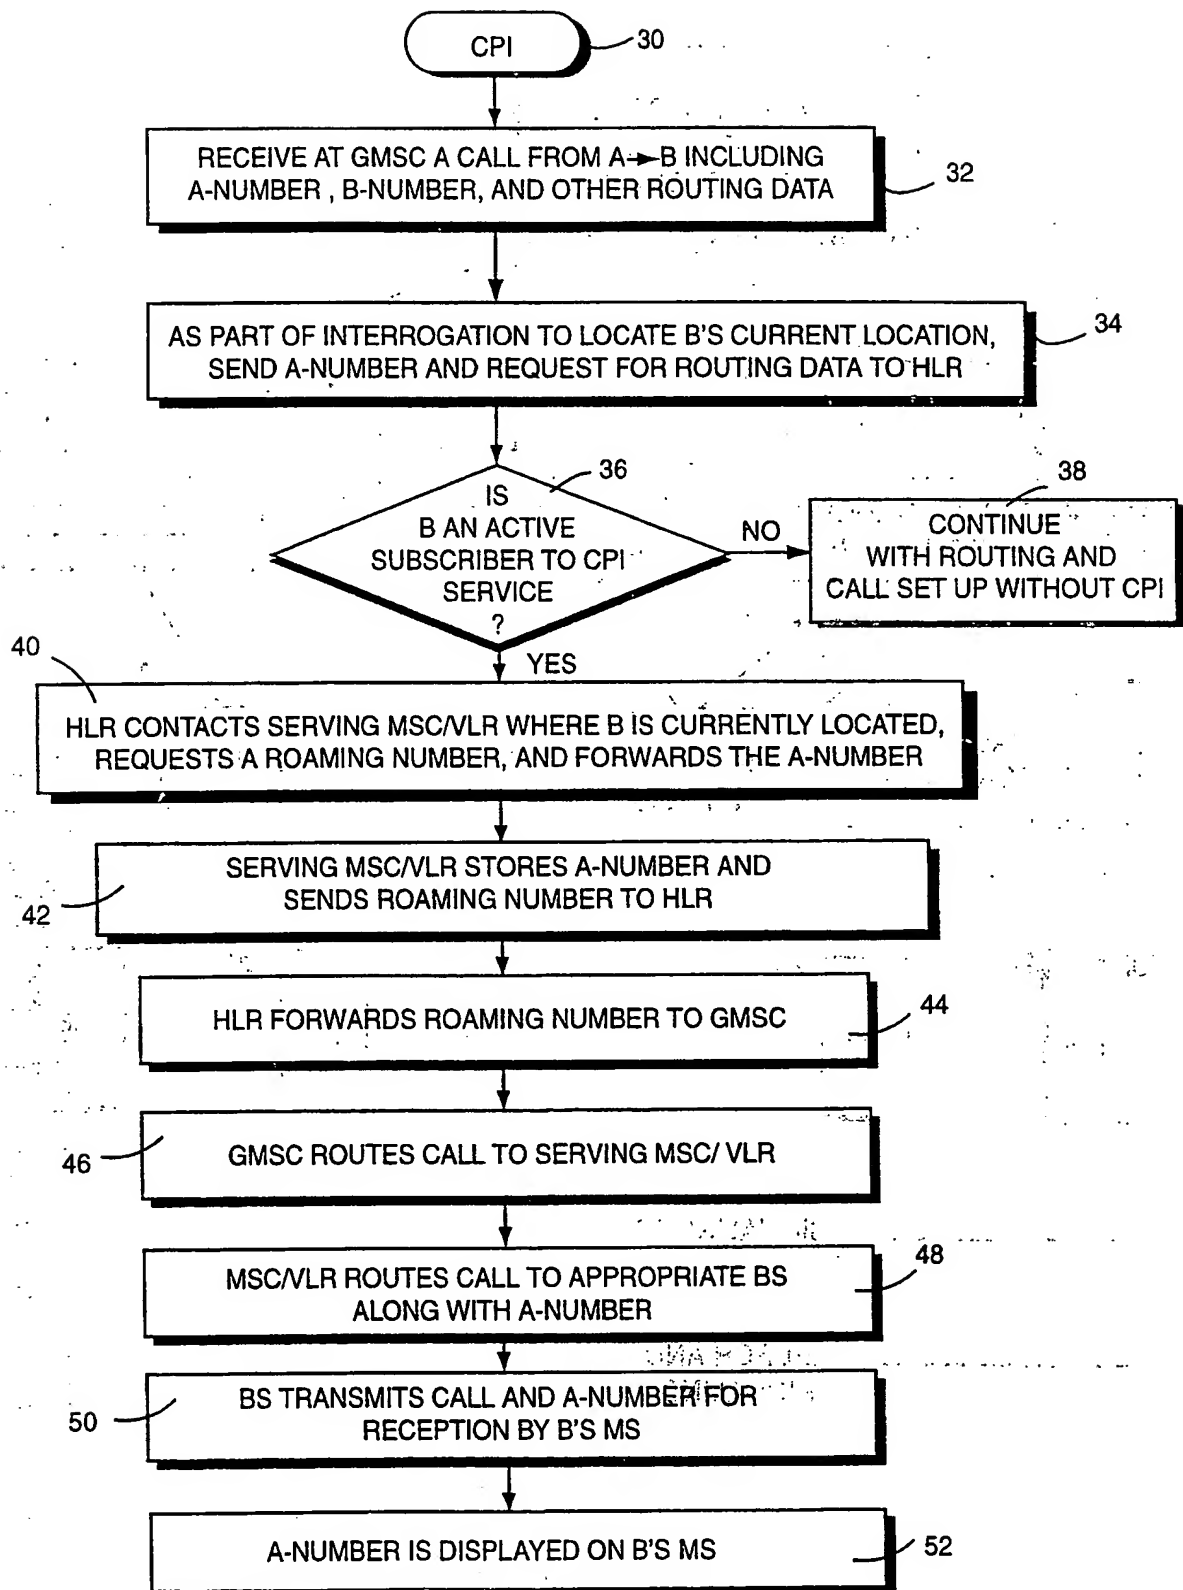 CPI
30
RECEIVE AT GMSC A CALL FROM A→B INCLUDING
A-NUMBER , B-NUMBER, AND OTHER ROUTING DATA
32
AS PART OF INTERROGATION TO LOCATE B'S CURRENT LOCATION,
SEND A-NUMBER AND REQUEST FOR ROUTING DATA TO HLR
34
36
IS
B AN ACTIVE
SUBSCRIBER TO CPI
SERVICE
?
NO
38
CONTINUE
WITH ROUTING AND
CALL SET UP WITHOUT CPI
YES
40
HLR CONTACTS SERVING MSC/VLR WHERE B IS CURRENTLY LOCATED,
REQUESTS A ROAMING NUMBER, AND FORWARDS THE A-NUMBER
SERVING MSC/VLR STORES A-NUMBER AND
SENDS ROAMING NUMBER TO HLR
42
HLR FORWARDS ROAMING NUMBER TO GMSC
44
GMSC ROUTES CALL TO SERVING MSC/ VLR
46
MSC/VLR ROUTES CALL TO APPROPRIATE BS
ALONG WITH A-NUMBER
48
BS TRANSMITS CALL AND A-NUMBER FOR
RECEPTION BY B'S MS
50
A-NUMBER IS DISPLAYED ON B'S MS
52